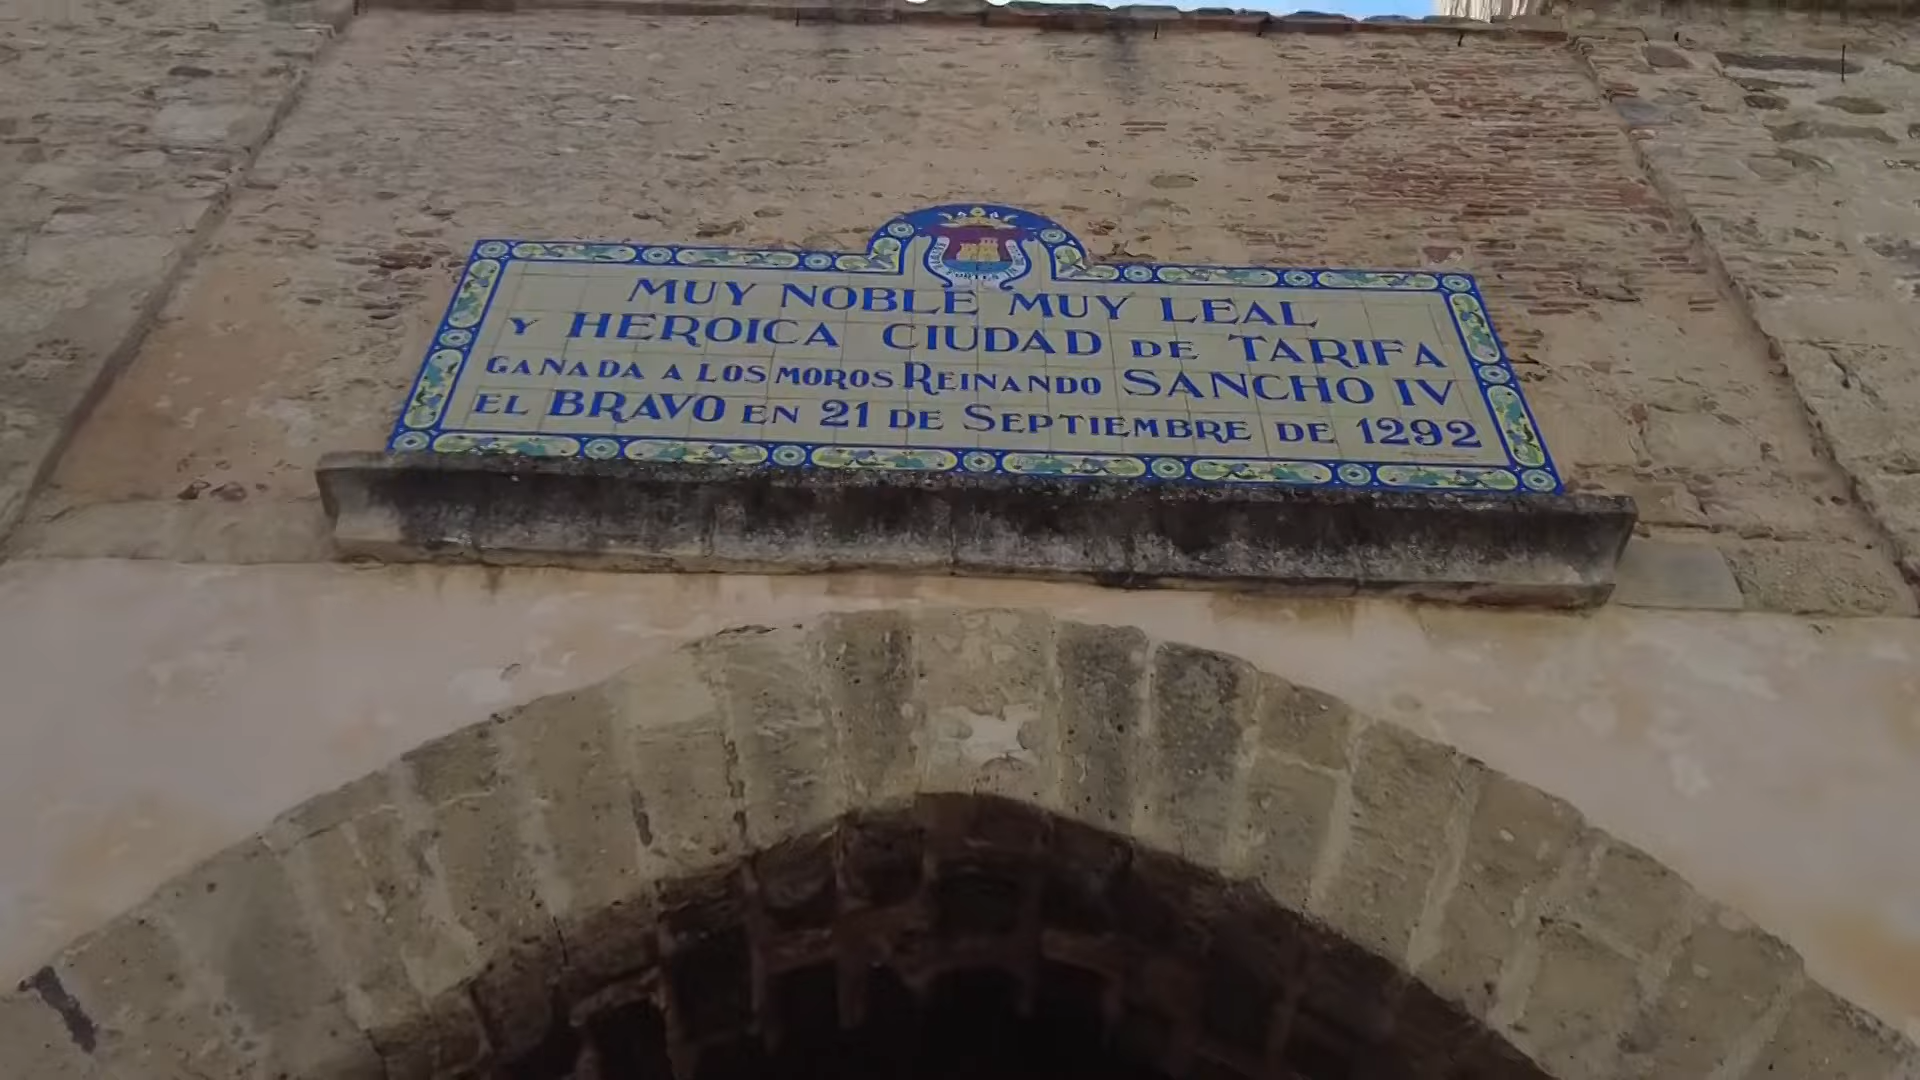 MUY NOBLE MUY LEAL
Y HEROICA CIUDAD DE TARIFA
GANADA A LOS MOROS REINANDO SANCHO IV
EL BRAVO EN 21 DE SEPTIEMBRE DE 1292